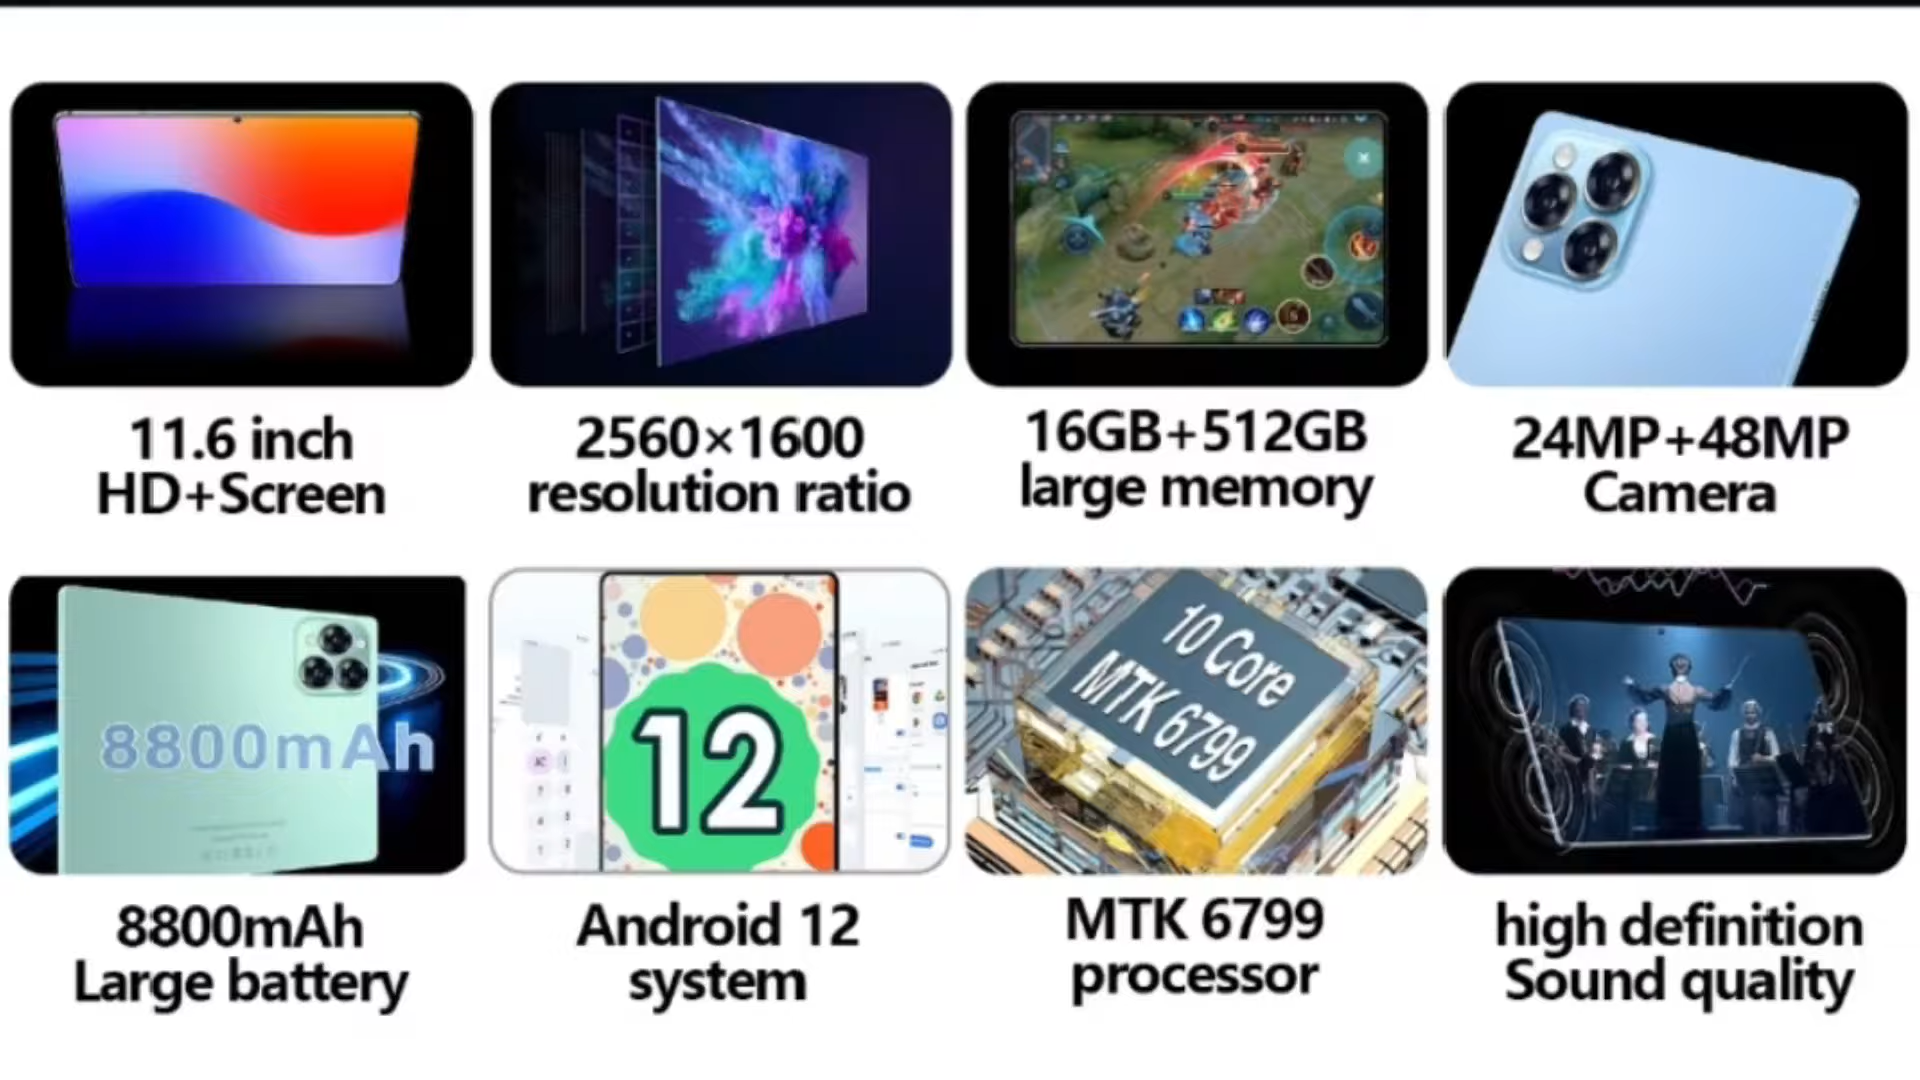 11.6 inch
HD+Screen
2560×1600
resolution ratio
16GB+512GB
large memory
24MP+48MP
Camera
8800mAh
8800mAh
Large battery
12
Android 12
system
10 Core
MTK 6799
MTK 6799
processor
high definition
Sound quality